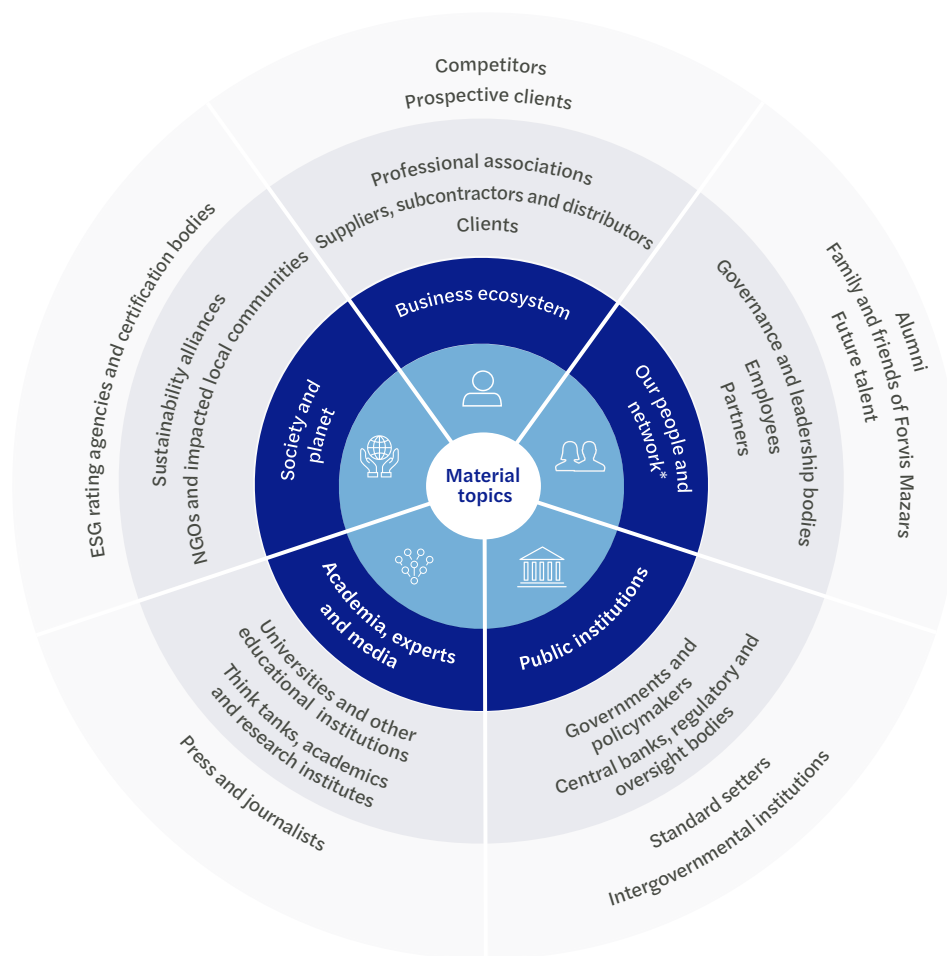 Competitors
Prospective clients
Professional associations
Suppliers, subcontractors and distributors
Clients
Business ecosystem
Alumni
Family and friends of Forvis Mazars
Future talent
Governance and leadership bodies
Employees
Partners
Our people and
network*
Material
topics
Public institutions
Governments and
policymakers
Central banks, regulatory and
oversight bodies
Standard setters
Intergovernmental institutions
Academia, experts
and media
Universities and other
educational institutions
Think tanks, academics
and research institutes
Press and journalists
Society and
planet
NGOs and impacted local communities
Sustainability alliances
ESG rating agencies and certification bodies